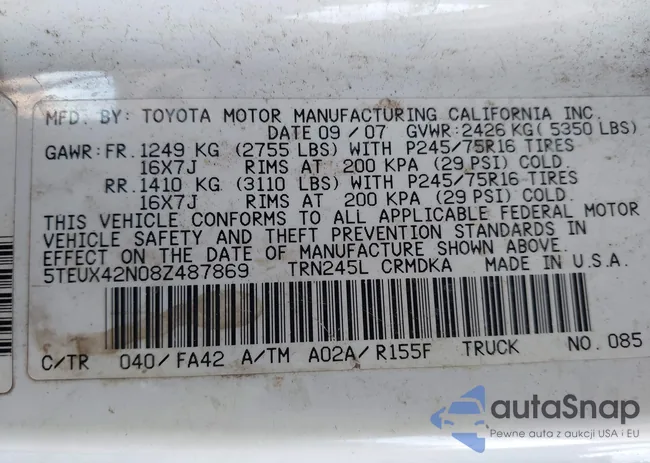 MFD. BY: TOYOTA MOTOR MANUFACTURING CALIFORNIA INC.
DATE 09 / 07 GVWR:2426 KG( 5350 LBS)
GAWR:FR. 1249 KG (2755 LBS) WITH P245/75R16 TIRES
16X7J RIMS AT 200 KPA (29 PSI) COLD.
RR. 1410 KG (3110 LBS) WITH P245/75R16 TIRES
16X7J RIMS AT 200 KPA (29 PSI) COLD.
THIS VEHICLE CONFORMS TO ALL APPLICABLE FEDERAL MOTOR
VEHICLE SAFETY AND THEFT PREVENTION STANDARDS IN
EFFECT ON THE DATE OF MANUFACTURE SHOWN ABOVE.
5TEUX42N08Z487869 TRN245L CRMDKA MADE IN U.S.A.
C/TR 040/FA42 A/TM A02A/R155F TRUCK NO. 085
autaSnap
Pewne auta z aukcji USA i EU